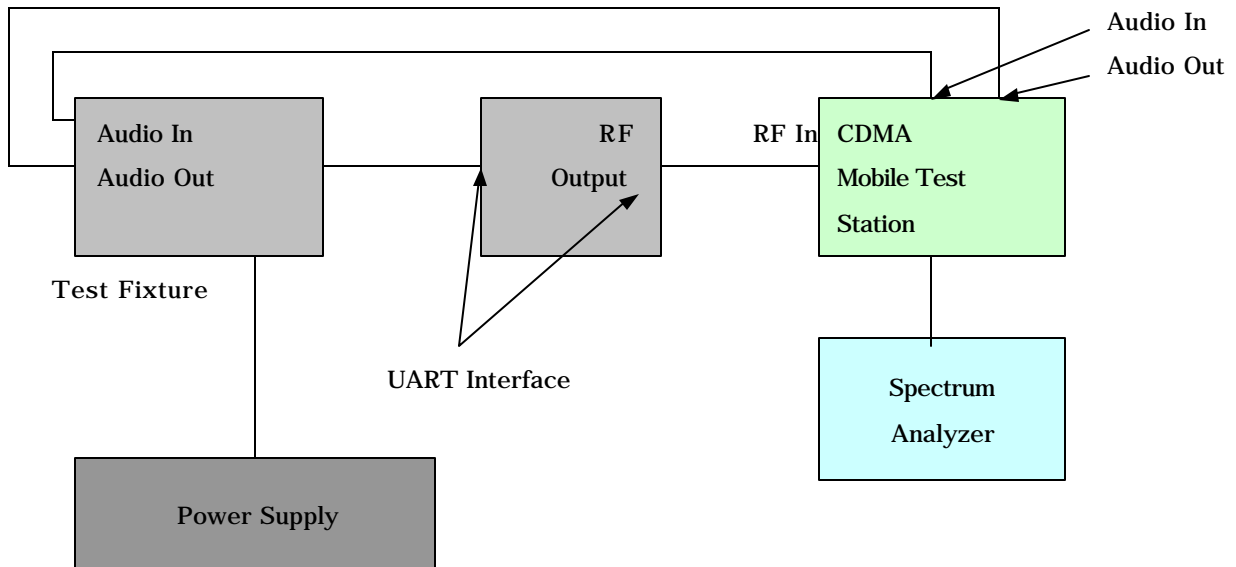 Audio In
Audio Out
Audio In
Audio Out
RF
Output
RF In
CDMA
Mobile Test
Station
Test Fixture
UART Interface
Spectrum
Analyzer
Power Supply